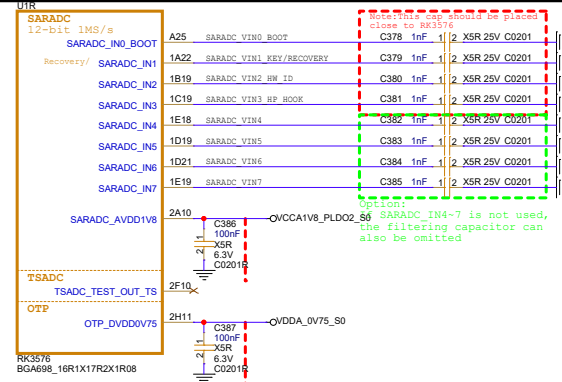 U1R
SARADC
12-bit 1MS/s
Note:This cap should be placed
close to RK3576
SARADC_IN0_BOOT A25 SARADC_VIN0_BOOT C378 1nF 1 2 X5R 25V C0201
Recovery/ SARADC_IN1 1A22 SARADC_VIN1_KEY/RECOVERY C379 1nF 1 2 X5R 25V C0201
SARADC_IN2 1B19 SARADC_VIN2_HW_ID C380 1nF 1 2 X5R 25V C0201
SARADC_IN3 1C19 SARADC_VIN3_HP_HOOK C381 1nF 1 2 X5R 25V C0201
SARADC_IN4 1E18 SARADC_VIN4 C382 1nF 1 2 X5R 25V C0201
SARADC_IN5 1D19 SARADC_VIN5 C383 1nF 1 2 X5R 25V C0201
SARADC_IN6 1D21 SARADC_VIN6 C384 1nF 1 2 X5R 25V C0201
SARADC_IN7 1E19 SARADC_VIN7 C385 1nF 1 2 X5R 25V C0201
Option:
If SARADC_IN4~7 is not used,
the filtering capacitor can
also be omitted
SARADC_AVDD1V8 2A10 VCCA1V8_PLDO2_S0
C386
100nF
X5R
6.3V
C0201R
1
2
TSADC
TSADC_TEST_OUT_TS 2F10
OTP
OTP_DVDD0V75 2H11 VDDA_0V75_S0
C387
100nF
X5R
6.3V
C0201R
1
2
RK3576
BGA698_16R1X17R2X1R08